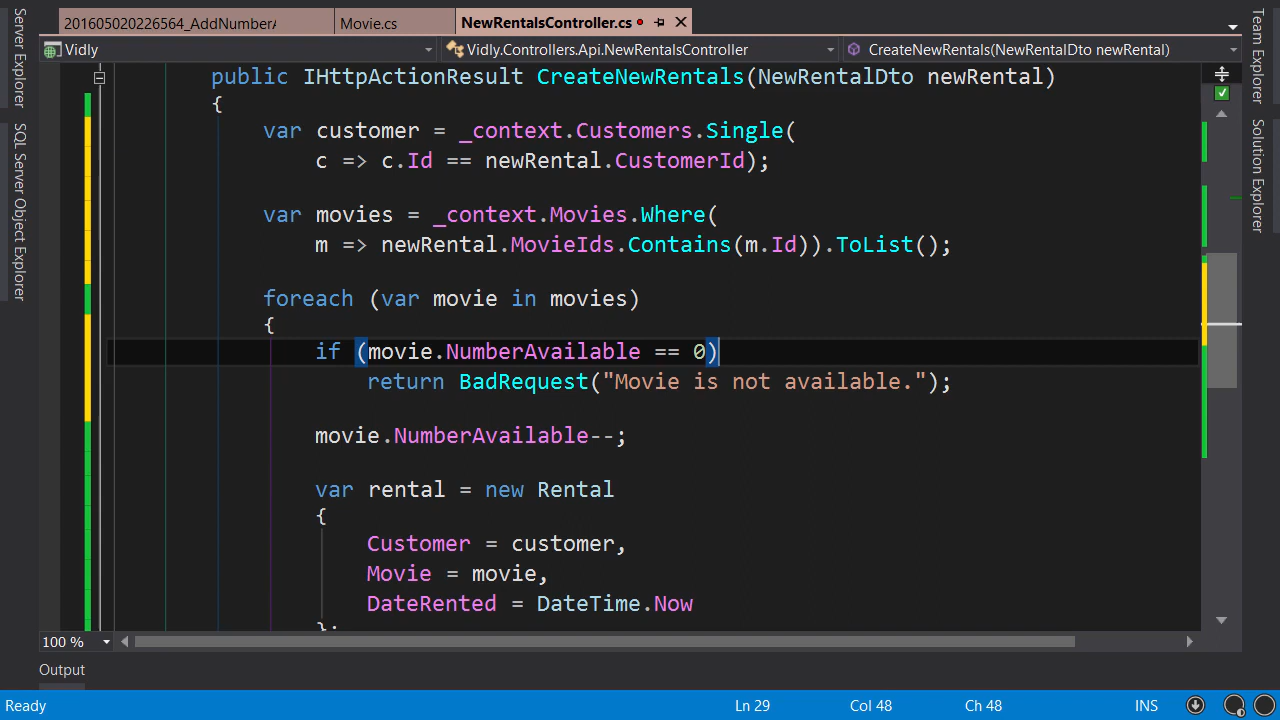 201605020226564_AddNumberA
Movie.cs
NewRentalsController.cs
Vidly
Vidly.Controllers.Api.NewRentalsController
CreateNewRentals(NewRentalDto newRental)
Server Explorer
SQL Server Object Explorer
Team Explorer
Solution Explorer
public IHttpActionResult CreateNewRentals(NewRentalDto newRental)
{
var customer = _context.Customers.Single(
c => c.Id == newRental.CustomerId);
var movies = _context.Movies.Where(
m => newRental.MovieIds.Contains(m.Id)).ToList();
foreach (var movie in movies)
{
if (movie.NumberAvailable == 0)
return BadRequest("Movie is not available.");
movie.NumberAvailable--;
var rental = new Rental
{
Customer = customer,
Movie = movie,
DateRented = DateTime.Now
};
100 %
Output
Ready
Ln 29
Col 48
Ch 48
INS